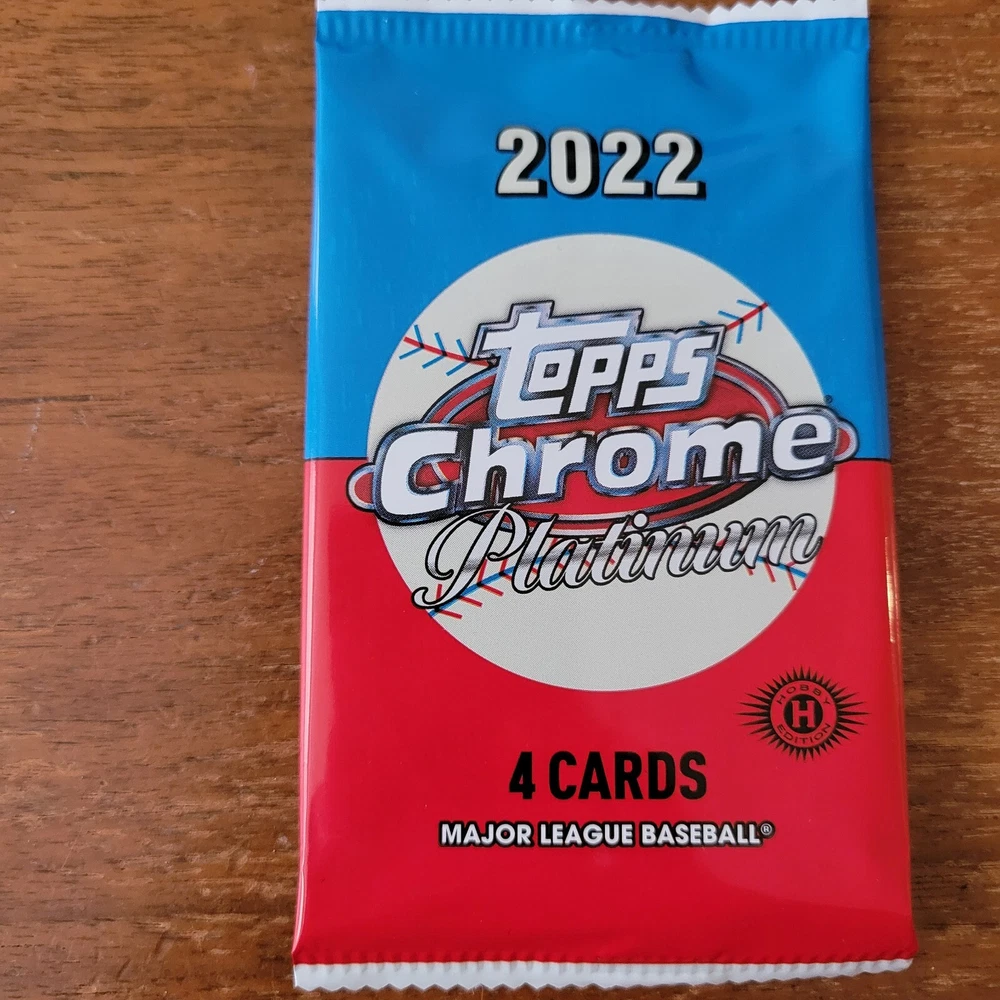 2022
topps
®
Chrome
Platinum
HOBBY
H
EDITION
4 CARDS
MAJOR LEAGUE BASEBALL®